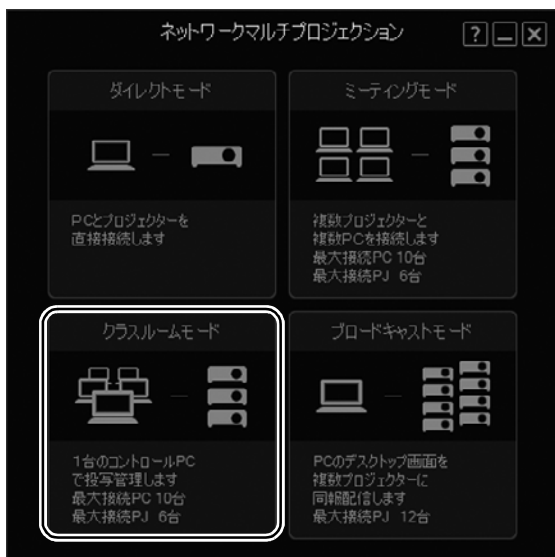 ネットワークマルチプロジェクション
ダイレクトモード
PCとプロジェクターを
直接接続します
ミーティングモード
複数プロジェクターと
複数PCを接続します
最大接続PC 10台
最大接続PJ 6台
クラスルームモード
1台のコントロールPC
で投写管理します
最大接続PC 10台
最大接続PJ 6台
ブロードキャストモード
PCのデスクトップ画面を
複数プロジェクターに
同報配信します
最大接続PJ 12台